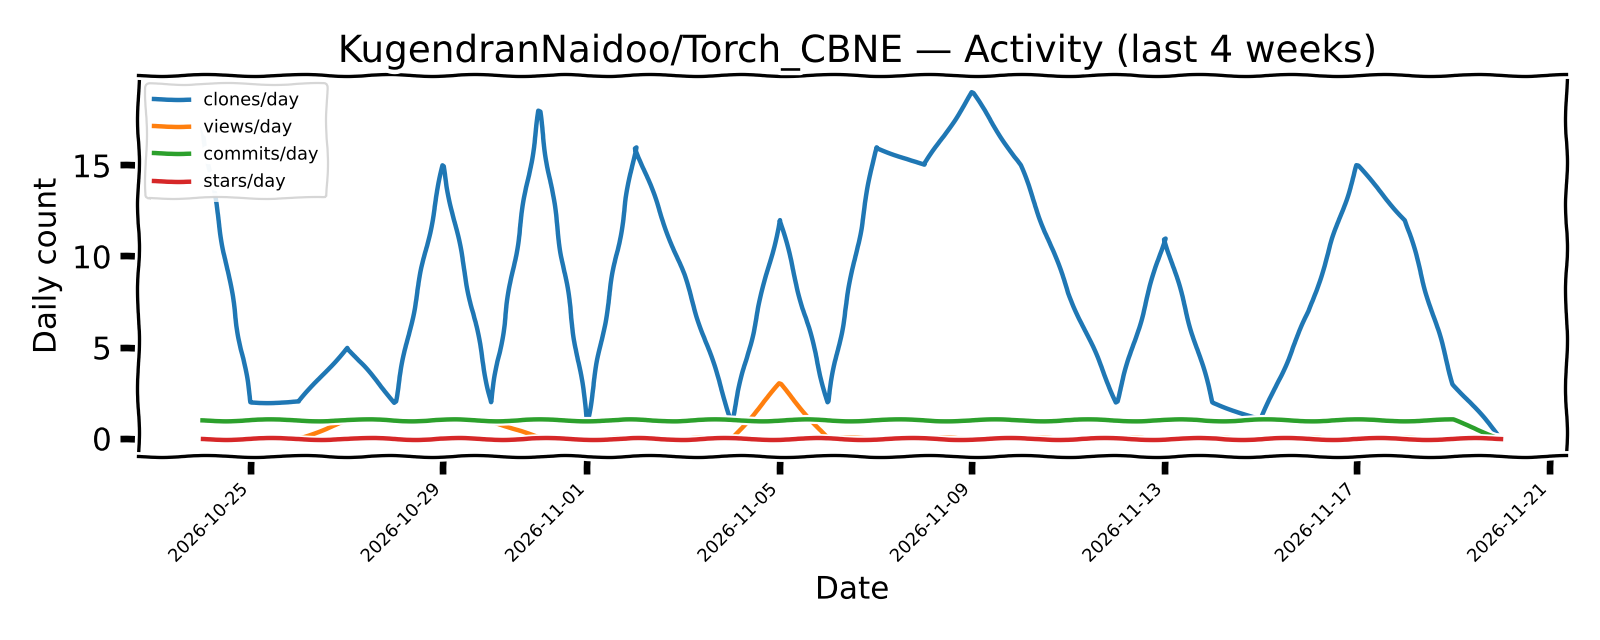 KugendranNaidoo/Torch_CBNE — Activity (last 4 weeks)
clones/day
views/day
commits/day
stars/day
Daily count
15
10
5
0
2026-10-25
2026-10-29
2026-11-01
2026-11-05
2026-11-09
2026-11-13
2026-11-17
2026-11-21
Date